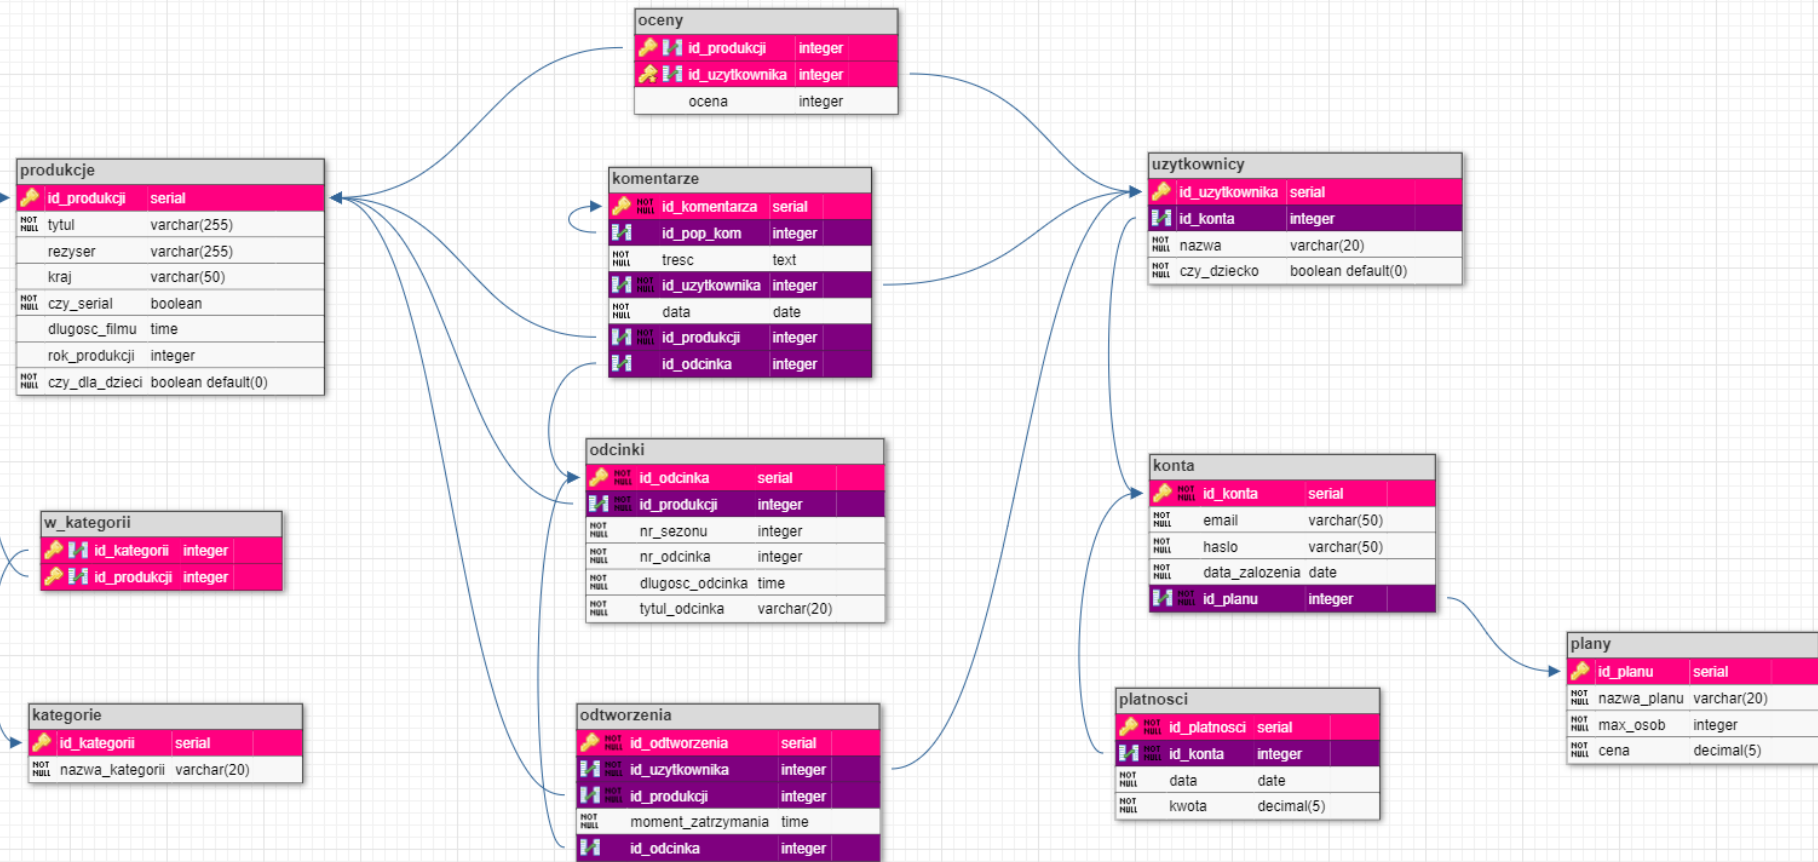 oceny
id_produkcji integer
id_uzytkownika integer
ocena integer
produkcje
id_produkcji serial
NOT NULL tytul varchar(255)
rezyser varchar(255)
kraj varchar(50)
NOT NULL czy_serial boolean
dlugosc_filmu time
rok_produkcji integer
NOT NULL czy_dla_dzieci boolean default(0)
komentarze
NOT NULL id_komentarza serial
id_pop_kom integer
NOT NULL tresc text
NOT NULL id_uzytkownika integer
NOT NULL data date
NOT NULL id_produkcji integer
id_odcinka integer
uzytkownicy
id_uzytkownika serial
id_konta integer
NOT NULL nazwa varchar(20)
NOT NULL czy_dziecko boolean default(0)
odcinki
NOT NULL id_odcinka serial
NOT NULL id_produkcji integer
NOT NULL nr_sezonu integer
NOT NULL nr_odcinka integer
NOT NULL dlugosc_odcinka time
NOT NULL tytul_odcinka varchar(20)
konta
NOT NULL id_konta serial
NOT NULL email varchar(50)
NOT NULL haslo varchar(50)
NOT NULL data_zalozenia date
NOT NULL id_planu integer
w_kategorii
id_kategorii integer
id_produkcji integer
plany
id_planu serial
NOT NULL nazwa_planu varchar(20)
NOT NULL max_osob integer
NOT NULL cena decimal(5)
kategorie
id_kategorii serial
NOT NULL nazwa_kategorii varchar(20)
odtworzenia
NOT NULL id_odtworzenia serial
NOT NULL id_uzytkownika integer
NOT NULL id_produkcji integer
NOT NULL moment_zatrzymania time
id_odcinka integer
platnosci
NOT NULL id_platnosci serial
NOT NULL id_konta integer
NOT NULL data date
NOT NULL kwota decimal(5)